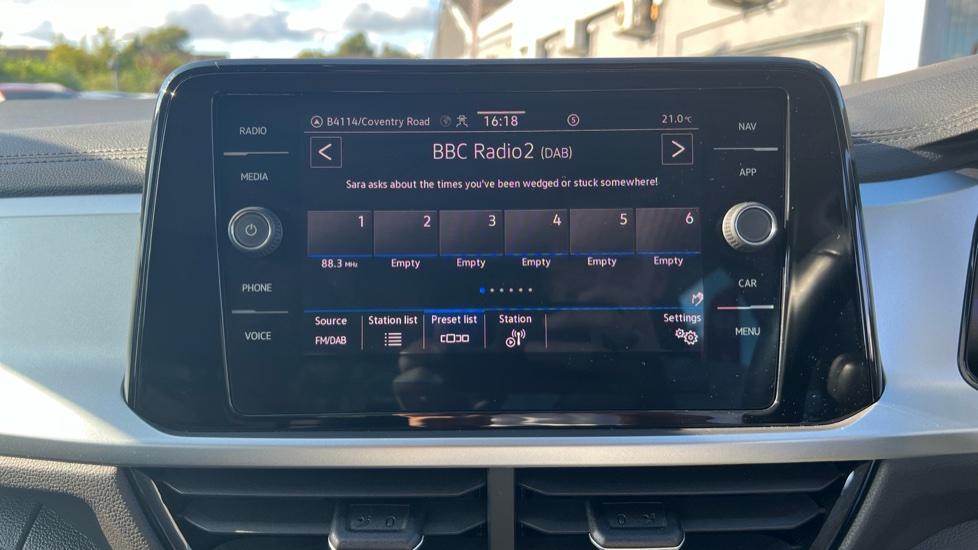 B4114/Coventry Road 16:18 S 21.0°C
RADIO
NAV
BBC Radio2 (DAB)
MEDIA
APP
Sara asks about the times you've been wedged or stuck somewhere!
1 2 3 4 5 6
88.3 MHz Empty Empty Empty Empty Empty
PHONE
CAR
Source Station list Preset list Station Settings
FM/DAB
VOICE
MENU